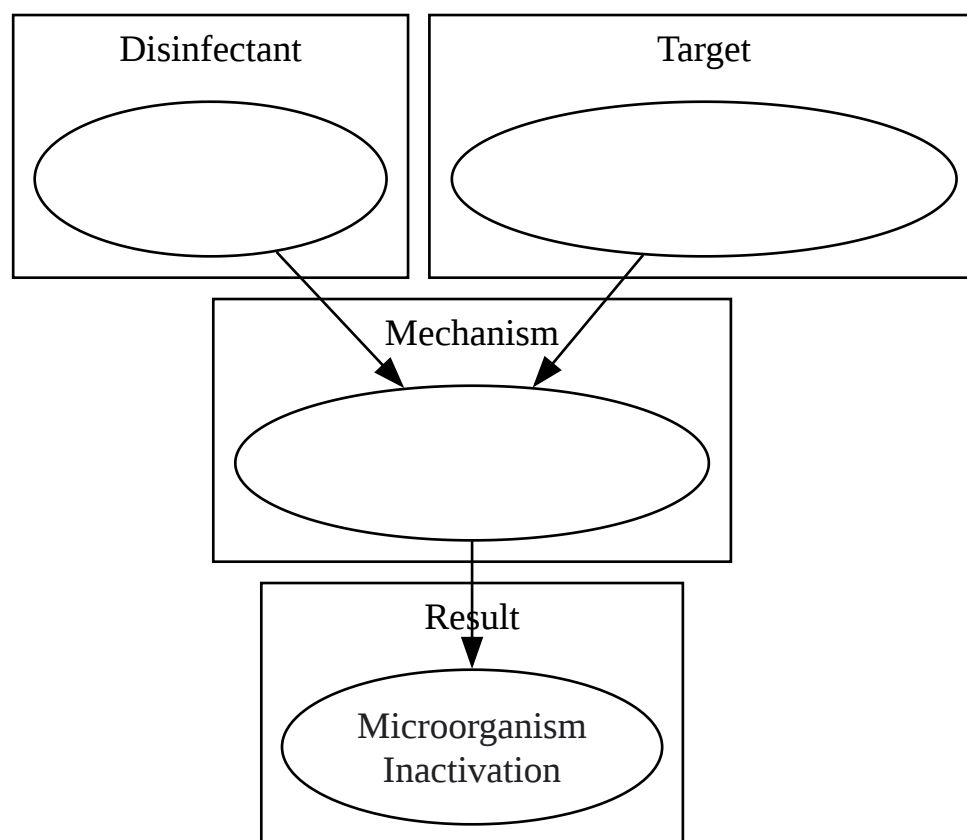 Disinfectant
Target
Mechanism
Result
Microorganism
Inactivation